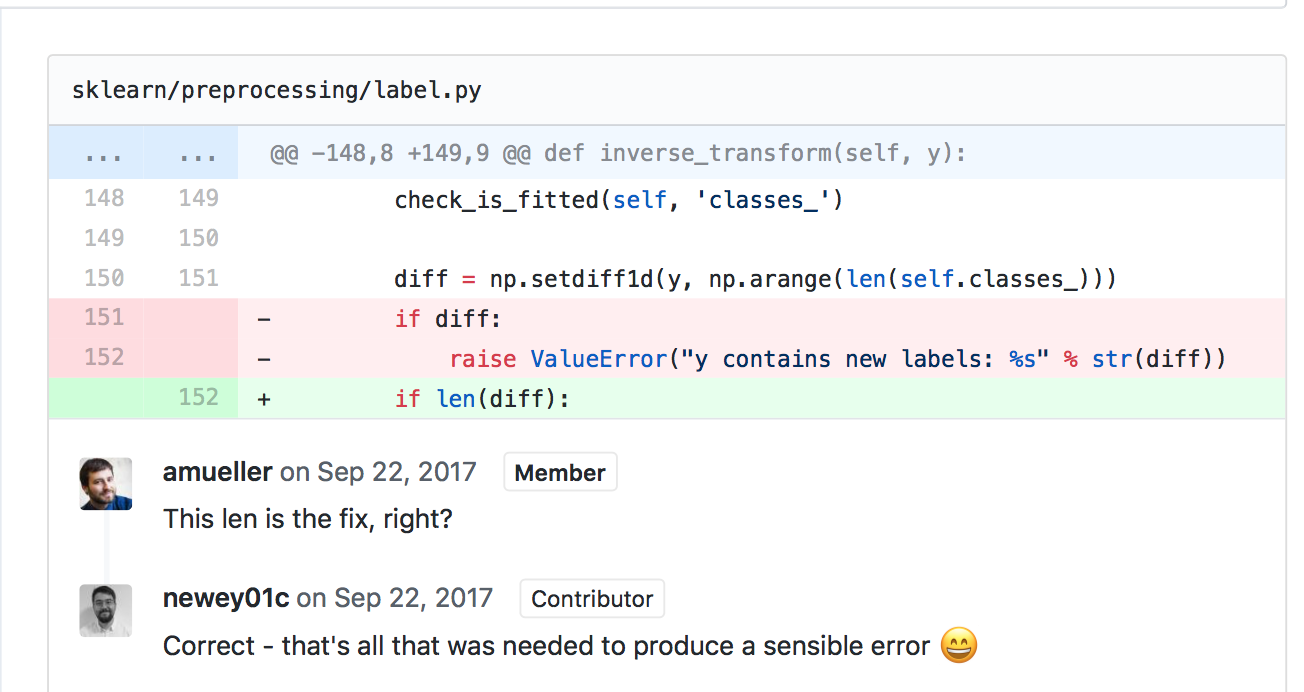 sklearn/preprocessing/label.py
... ... @@ -148,8 +149,9 @@ def inverse_transform(self, y):
148 149 check_is_fitted(self, 'classes_')
149 150
150 151 diff = np.setdiff1d(y, np.arange(len(self.classes_)))
151 - if diff:
152 - raise ValueError("y contains new labels: %s" % str(diff))
152 + if len(diff):
amueller on Sep 22, 2017 Member
This len is the fix, right?
newey01c on Sep 22, 2017 Contributor
Correct - that's all that was needed to produce a sensible error 😄